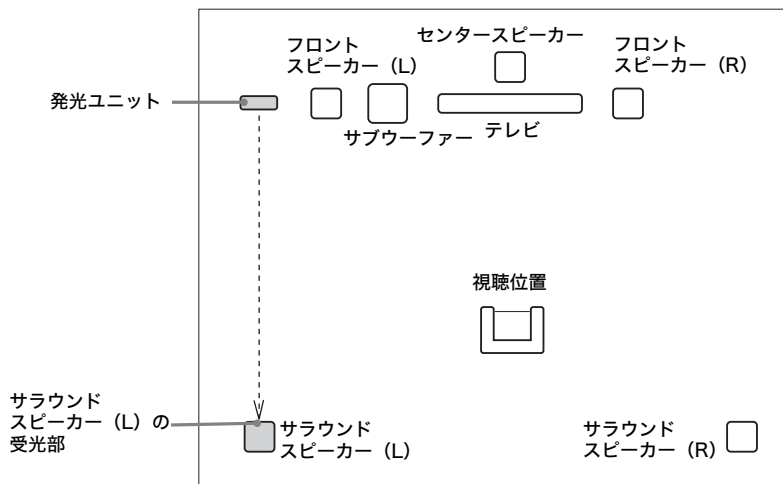 センタースピーカー
フロント
スピーカー（L）
フロント
スピーカー（R）
発光ユニット
サブウーファー
テレビ
視聴位置
サラウンド
スピーカー（L）の
受光部
サラウンド
スピーカー（L）
サラウンド
スピーカー（R）